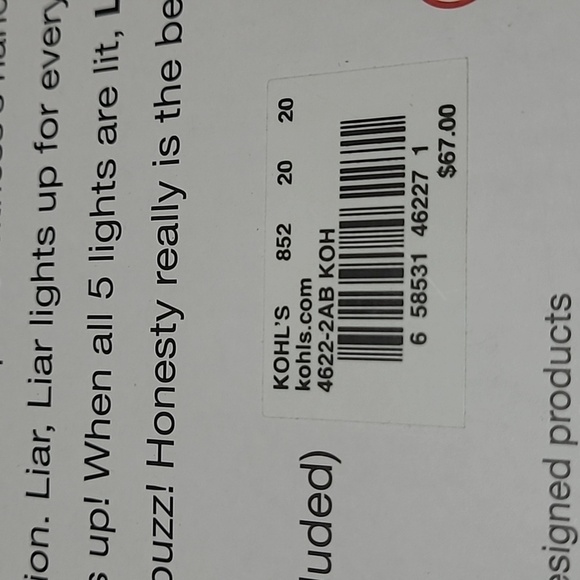 ion. Liar, Liar lights up for every
up! When all 5 lights are lit,
buzz! Honesty really is the be
luded)
KOHL'S 852 20 20
kohls.com
4622-2AB KOH
6 58531 46227 1
$67.00
esigned products